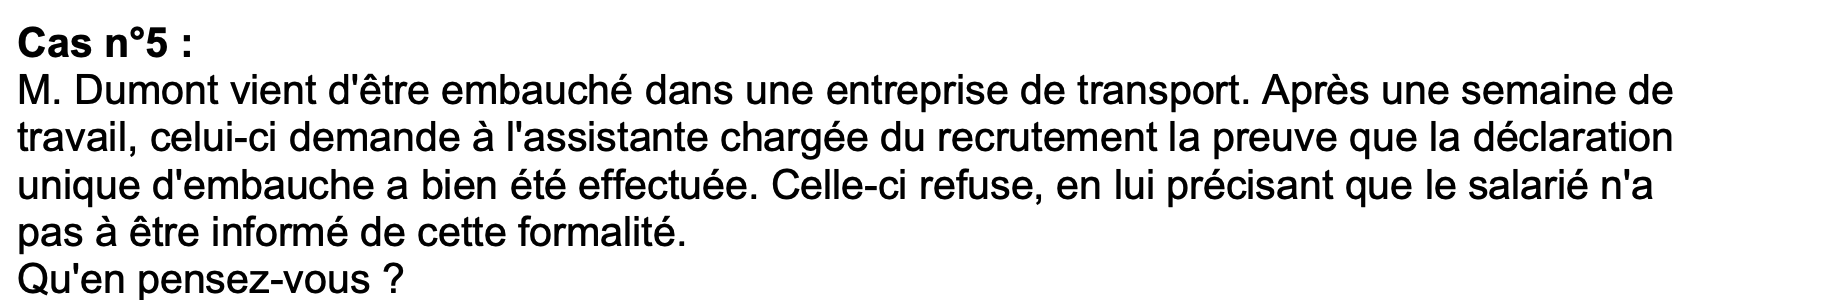 Cas n°5 :
M. Dumont vient d'être embauché dans une entreprise de transport. Après une semaine de
travail, celui-ci demande à l'assistante chargée du recrutement la preuve que la déclaration
unique d'embauche a bien été effectuée. Celle-ci refuse, en lui précisant que le salarié n'a
pas à être informé de cette formalité.
Qu'en pensez-vous ?